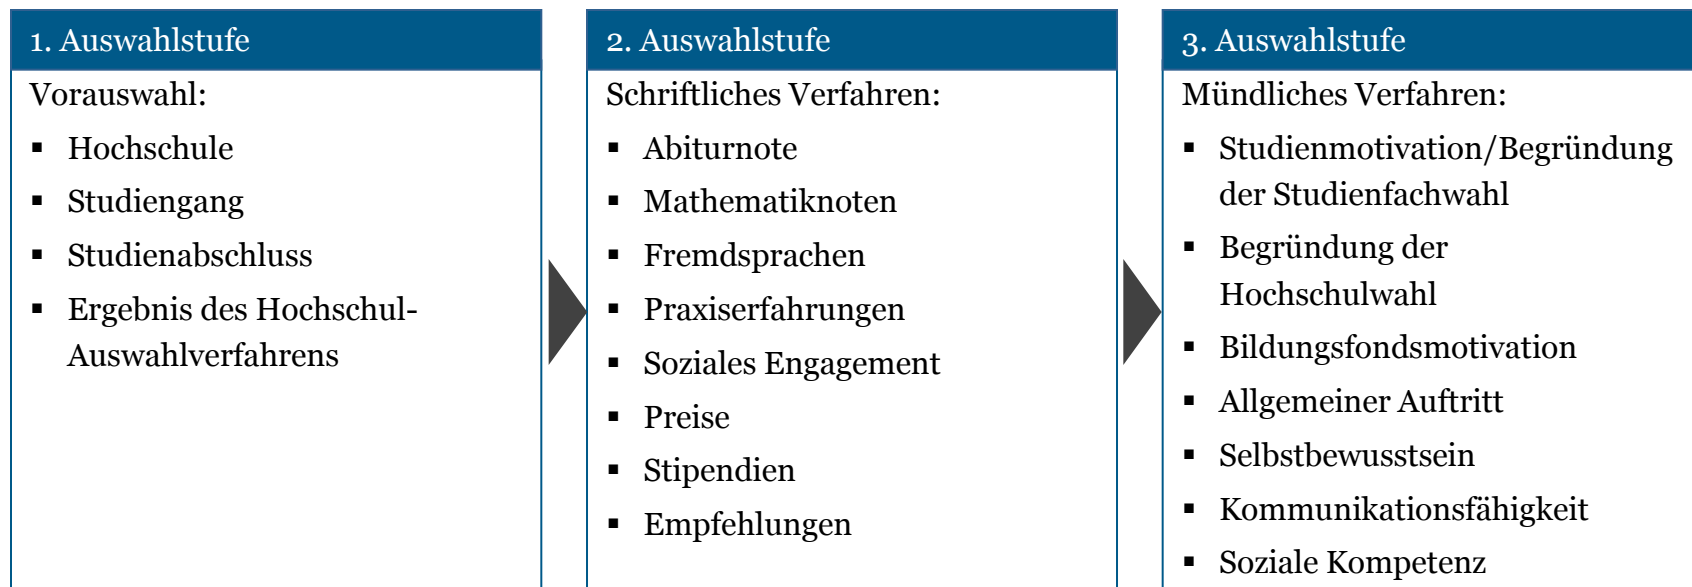 1. Auswahlstufe
Vorauswahl:
▪ Hochschule
▪ Studiengang
▪ Studienabschluss
▪ Ergebnis des Hochschul-
Auswahlverfahrens
2. Auswahlstufe
Schriftliches Verfahren:
▪ Abiturnote
▪ Mathematiknoten
▪ Fremdsprachen
▪ Praxiserfahrungen
▪ Soziales Engagement
▪ Preise
▪ Stipendien
▪ Empfehlungen
3. Auswahlstufe
Mündliches Verfahren:
▪ Studienmotivation/Begründung
der Studienfachwahl
▪ Begründung der
Hochschulwahl
▪ Bildungsfondsmotivation
▪ Allgemeiner Auftritt
▪ Selbstbewusstsein
▪ Kommunikationsfähigkeit
▪ Soziale Kompetenz